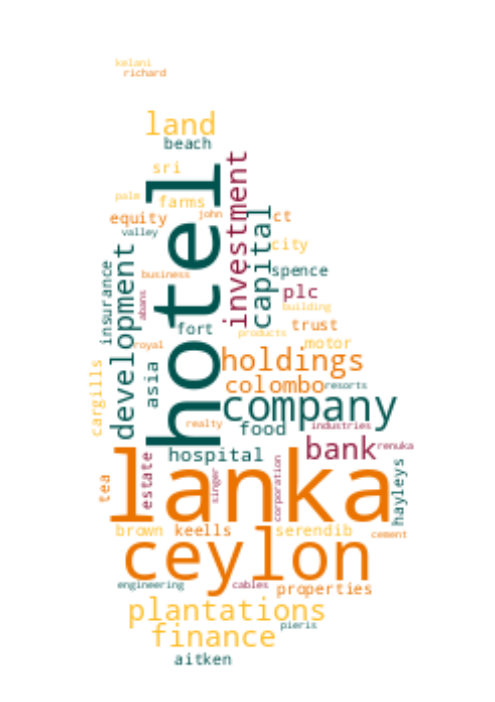 kelani
richard
land
beach
sri
hotel
investment
palm
farms
equity
john
capital
ct
valley
city
development
insurance
business
spence
abans
plc
building
fort
trust
products
motor
royal
cargills
asia
holdings
colombo
resorts
company
realty
food
industries
bank
renuka
hospital
lanka
tea
estate
singer
corporation
hayleys
brown
keells
serendib
cement
ceylon
engineering
cables
properties
plantations
finance
pieris
aitken